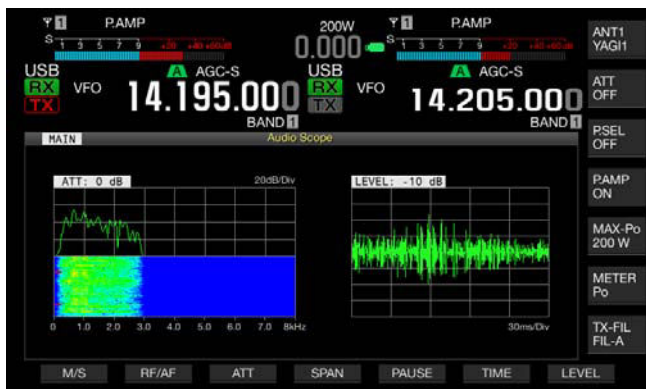 1 P.AMP 200W 1 P.AMP
S 1 3 5 7 9 +20 +40 +60dB 0.000 S 1 3 5 7 9 +20 +40 +60dB
USB A AGC-S USB A AGC-S
RX VFO 14.195.000 RX VFO 14.205.000
TX TX
BAND 1 BAND 1
MAIN Audio Scope
ATT: 0 dB 20dB/Div LEVEL: -10 dB
0 1.0 2.0 3.0 4.0 5.0 6.0 7.0 8kHz 30ms/Div
M/S RF/AF ATT SPAN PAUSE TIME LEVEL
ANT1
YAGI1
ATT
OFF
P.SEL
OFF
P.AMP
ON
MAX-Po
200 W
METER
Po
TX-FIL
FIL-A